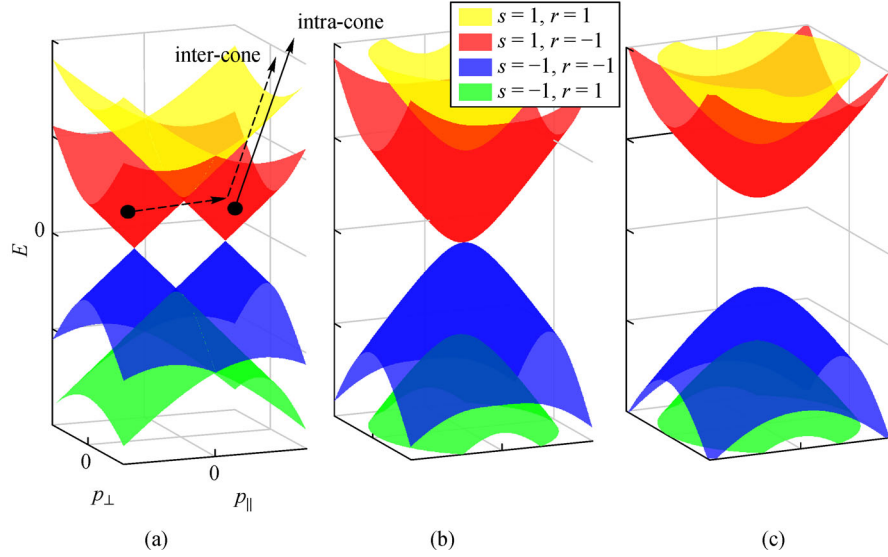 intra-cone
inter-cone
s = 1, r = 1
s = 1, r = −1
s = −1, r = −1
s = −1, r = 1
0
E
0
0
p⊥
p||
(a)
(b)
(c)